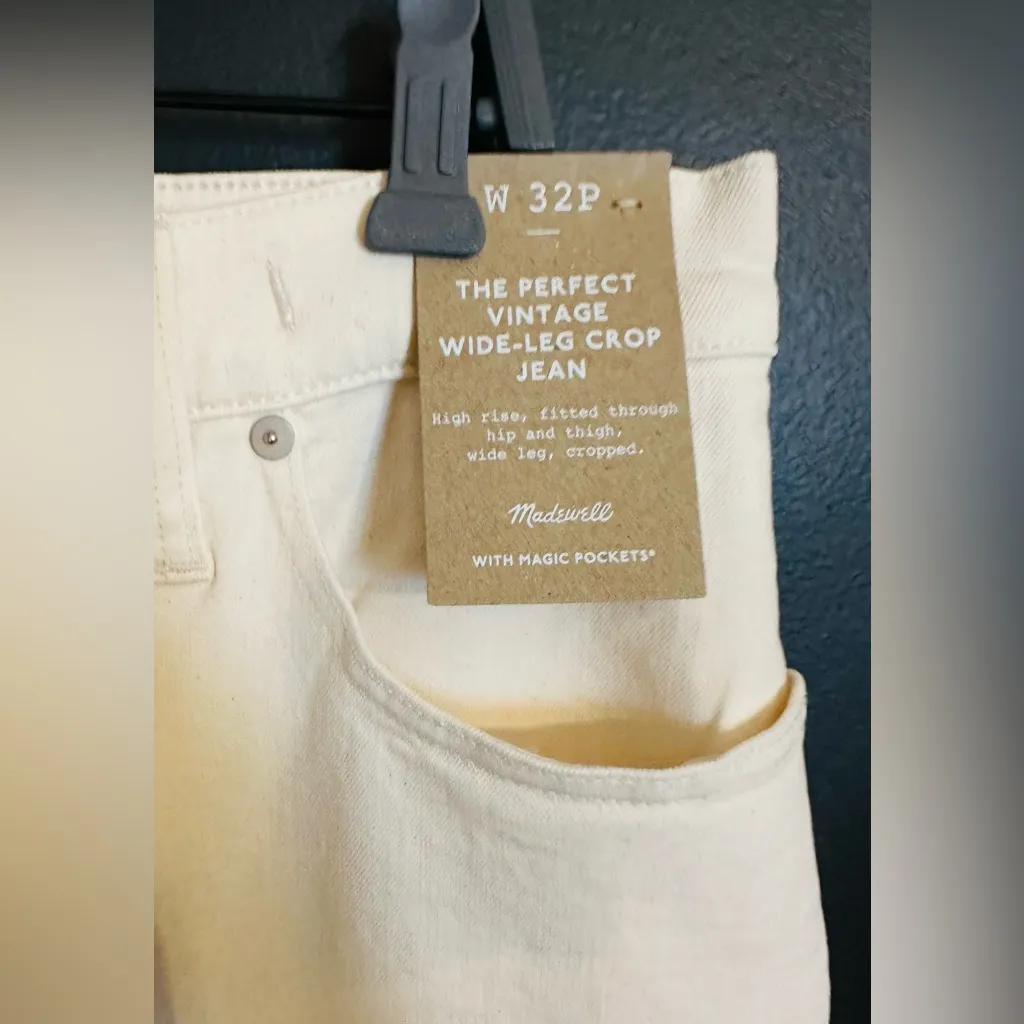 W 32P
THE PERFECT
VINTAGE
WIDE-LEG CROP
JEAN
High rise, fitted through
hip and thigh,
wide leg, cropped.
Madewell
WITH MAGIC POCKETS®